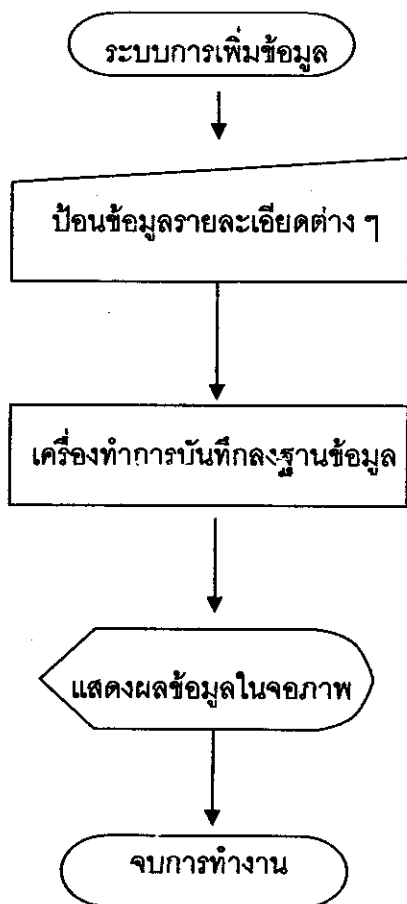 ระบบการเพิ่มข้อมูล
ป้อนข้อมูลรายละเอียดต่าง ๆ
เครื่องทำการบันทึกลงฐานข้อมูล
แสดงผลข้อมูลในจอภาพ
จบการทำงาน